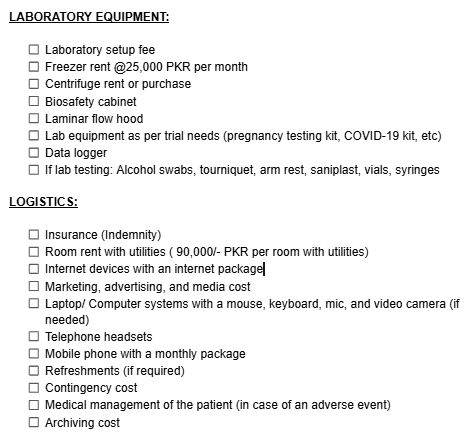 LABORATORY EQUIPMENT:
☐ Laboratory setup fee
☐ Freezer rent @25,000 PKR per month
☐ Centrifuge rent or purchase
☐ Biosafety cabinet
☐ Laminar flow hood
☐ Lab equipment as per trial needs (pregnancy testing kit, COVID-19 kit, etc)
☐ Data logger
☐ If lab testing: Alcohol swabs, tourniquet, arm rest, saniplast, vials, syringes
LOGISTICS:
☐ Insurance (Indemnity)
☐ Room rent with utilities ( 90,000/- PKR per room with utilities)
☐ Internet devices with an internet package
☐ Marketing, advertising, and media cost
☐ Laptop/ Computer systems with a mouse, keyboard, mic, and video camera (if
needed)
☐ Telephone headsets
☐ Mobile phone with a monthly package
☐ Refreshments (if required)
☐ Contingency cost
☐ Medical management of the patient (in case of an adverse event)
☐ Archiving cost